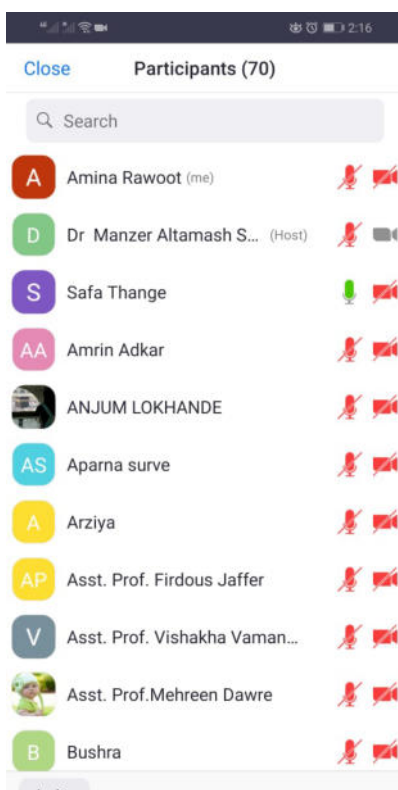 2:16
Close Participants (70)
Search
A Amina Rawoot (me)
D Dr Manzer Altamash S... (Host)
S Safa Thange
AA Amrin Adkar
ANJUM LOKHANDE
AS Aparna surve
A Arziya
AP Asst. Prof. Firdous Jaffer
V Asst. Prof. Vishakha Vaman...
Asst. Prof.Mehreen Dawre
B Bushra